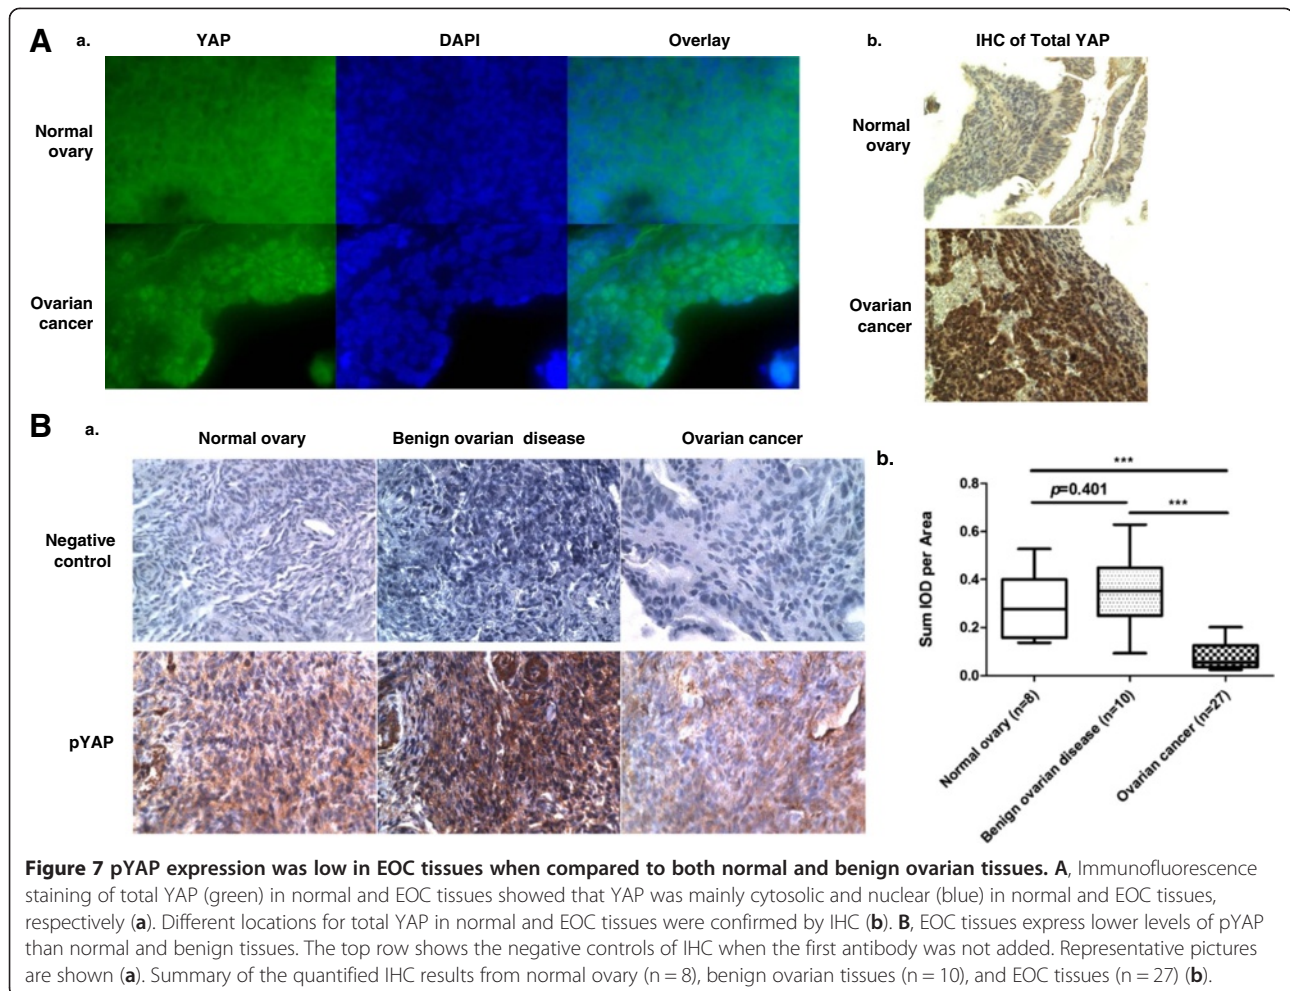 A a. YAP DAPI Overlay
Normal
ovary
Ovarian
cancer
b. IHC of Total YAP
Normal
ovary
Ovarian
cancer
B a.
Normal ovary Benign ovarian disease Ovarian cancer
Negative
control
pYAP
b.
***
p=0.401
***
Sum IOD per Area
0.8
0.6
0.4
0.2
0.0
Normal ovary (n=8)
Benign ovarian disease (n=10)
Ovarian cancer (n=27)
Figure 7 pYAP expression was low in EOC tissues when compared to both normal and benign ovarian tissues. A, Immunofluorescence
staining of total YAP (green) in normal and EOC tissues showed that YAP was mainly cytosolic and nuclear (blue) in normal and EOC tissues,
respectively (a). Different locations for total YAP in normal and EOC tissues were confirmed by IHC (b). B, EOC tissues express lower levels of pYAP
than normal and benign tissues. The top row shows the negative controls of IHC when the first antibody was not added. Representative pictures
are shown (a). Summary of the quantified IHC results from normal ovary (n = 8), benign ovarian tissues (n = 10), and EOC tissues (n = 27) (b).